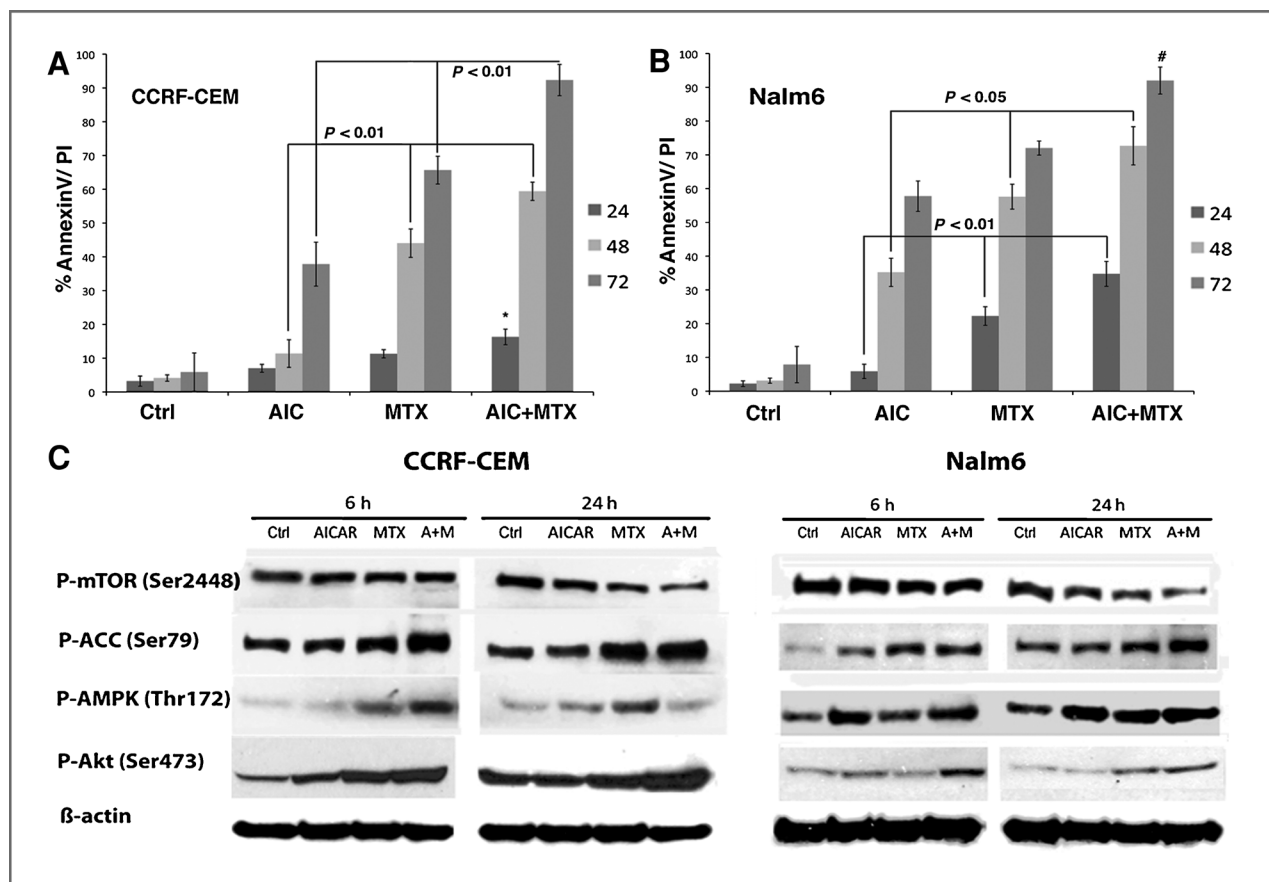 A
CCRF-CEM
% AnnexinV/ PI
100
90
80
70
60
50
40
30
20
10
0
P < 0.01
P < 0.01
*
24
48
72
Ctrl AIC MTX AIC+MTX
B
Nalm6
% AnnexinV/ PI
100
90
80
70
60
50
40
30
20
10
0
#
P < 0.05
P < 0.01
24
48
72
Ctrl AIC MTX AIC+MTX
C
CCRF-CEM Nalm6
6 h 24 h 6 h 24 h
Ctrl AICAR MTX A+M Ctrl AICAR MTX A+M Ctrl AICAR MTX A+M Ctrl AICAR MTX A+M
P-mTOR (Ser2448)
P-ACC (Ser79)
P-AMPK (Thr172)
P-Akt (Ser473)
ß-actin